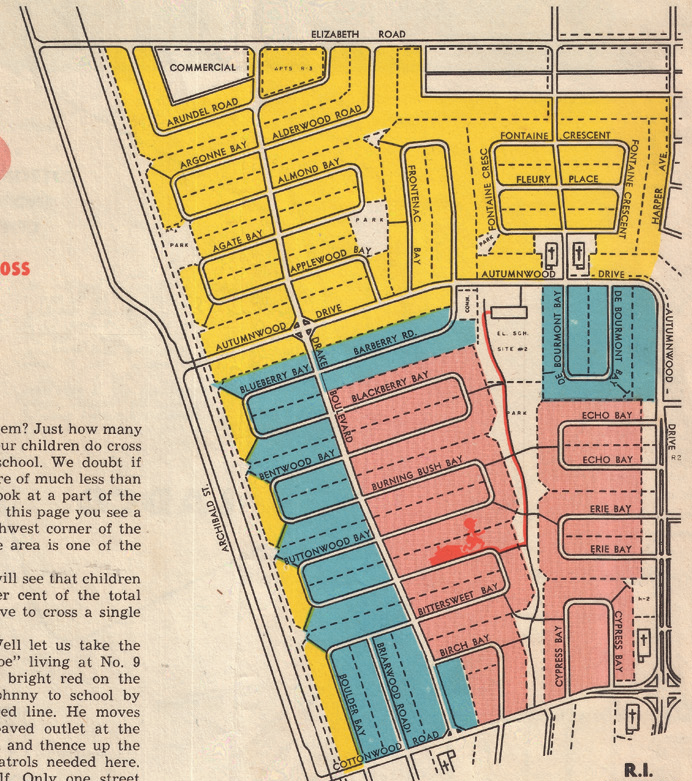 ELIZABETH ROAD
COMMERCIAL
APTS R-3
ARUNDEL ROAD
ALDERWOOD ROAD
ARGONNE BAY
ALMOND BAY
PARK
PARK
AGATE BAY
APPLEWOOD BAY
FRONTENAC BAY
FONTAINE CRESCENT
FONTAINE CRESC
FLEURY PLACE
FONTAINE CRESCENT
HARPER AVE.
PARK
AUTUMNWOOD DRIVE
AUTUMNWOOD DRIVE
DRAKE BOULEVARD
BARBERRY RD.
COMM.
EL. SCH.
SITE #2
DE BOURMONT BAY
DE BOURMONT BAY
AUTUMNWOOD DRIVE
BLUEBERRY BAY
BLACKBERRY BAY
PARK
ECHO BAY
ECHO BAY
R-2
BENTWOOD BAY
BURNING BUSH BAY
ERIE BAY
ERIE BAY
ARCHIBALD ST.
BUTTONWOOD BAY
BITTERSWEET BAY
BIRCH BAY
CYPRESS BAY
CYPRESS BAY
BOULDER BAY
BRIARWOOD ROAD
COTTONWOOD ROAD
R.I.
OSS
em? Just how many
ur children do cross
school. We doubt if
re of much less than
ook at a part of the
this page you see a
hwest corner of the
e area is one of the
will see that children
er cent of the total
ve to cross a single
Well let us take the
oe" living at No. 9
bright red on the
ohnny to school by
ed line. He moves
aved outlet at the
and thence up the
atrols needed here.
lf. Only one street